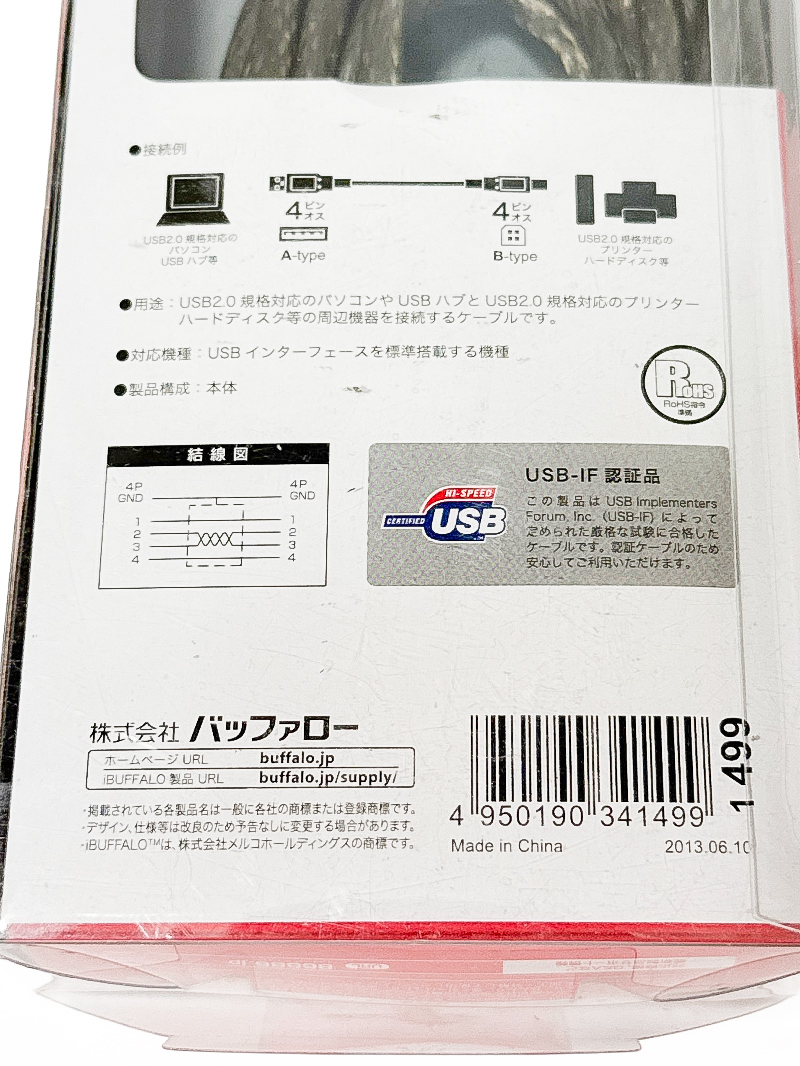 ●接続例
4 ピン オス
4 ピン オス
A-type
B-type
USB2.0 規格対応の
パソコン
USB ハブ等
USB2.0 規格対応の
プリンター
ハードディスク等
●用途：USB2.0 規格対応のパソコンや USB ハブと USB2.0 規格対応のプリンター
ハードディスク等の周辺機器を接続するケーブルです。
●対応機種：USB インターフェースを標準搭載する機種
●製品構成：本体
RoHS
RoHS指令
準拠
結線図
4P
GND
4P
GND
1 1
2 2
3 3
4 4
HI-SPEED
CERTIFIED USB
USB-IF 認証品
この製品は USB Implementers
Forum, Inc.（USB-IF）によって
定められた厳格な試験に合格した
ケーブルです。認証ケーブルのため
安心してご利用いただけます。
株式会社 バッファロー
ホームページ URL buffalo.jp
iBUFFALO 製品 URL buffalo.jp/supply/
･掲載されている各製品名は一般に各社の商標または登録商標です。
･デザイン、仕様等は改良のため予告なしに変更する場合があります。
･iBUFFALO™は、株式会社メルコホールディングスの商標です。
4 950190 341499
1499
Made in China 2013.06.10